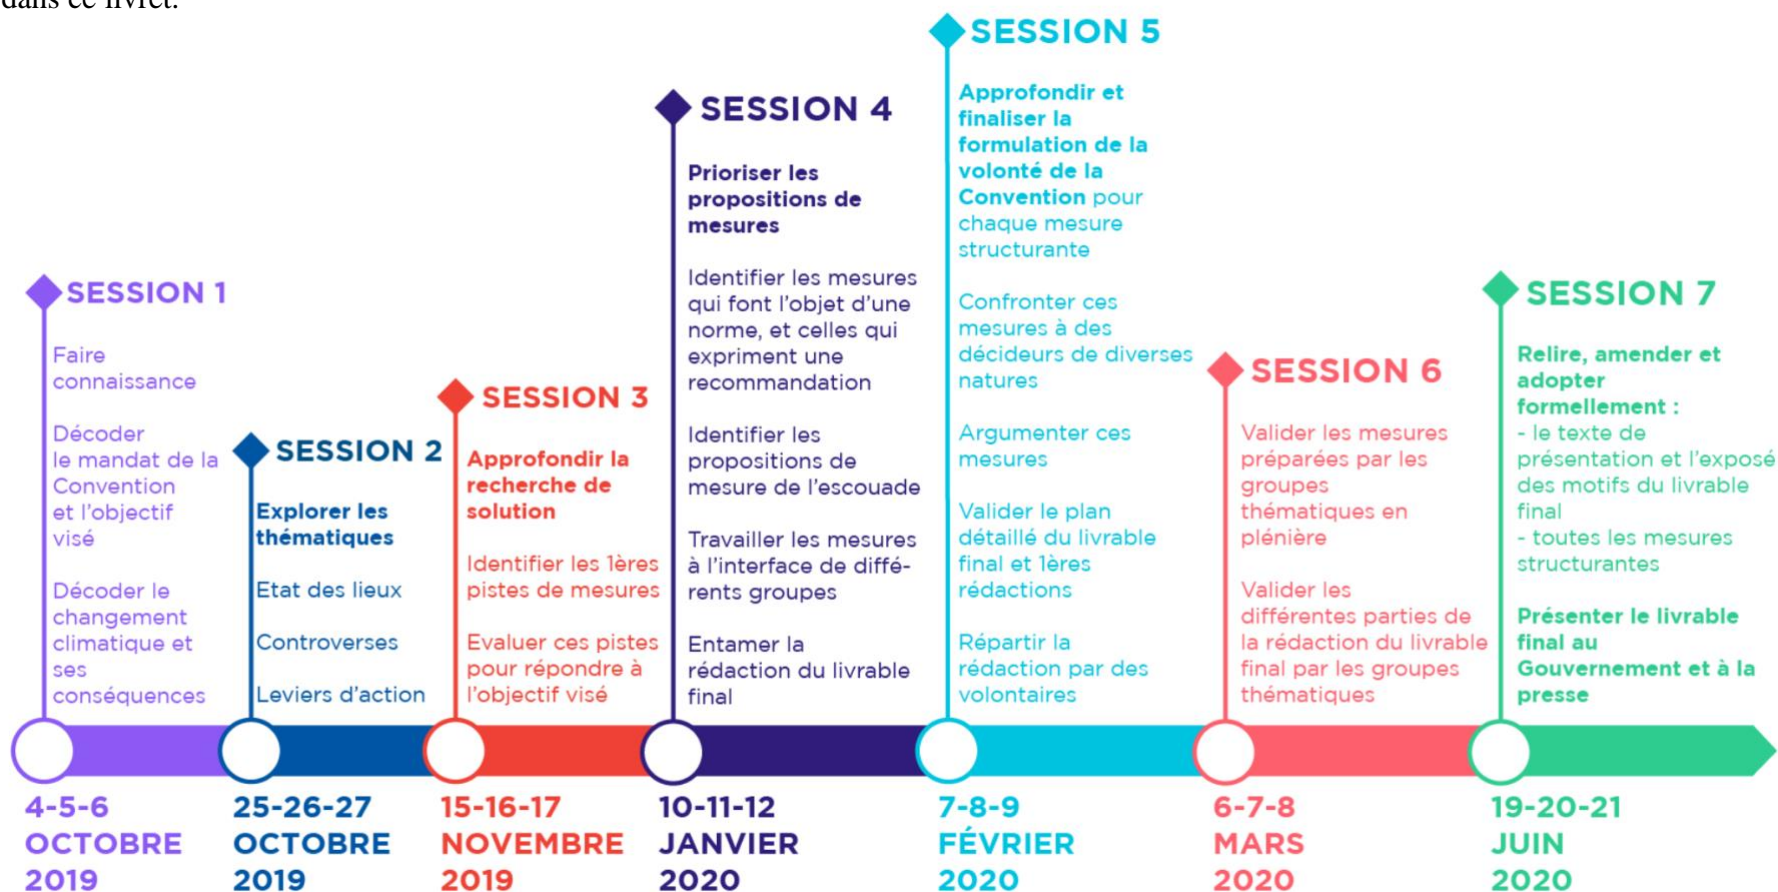 dans ce livret.
SESSION 1
Faire
connaissance
Décoder
le mandat de la
Convention
et l'objectif
visé
Décoder le
changement
climatique et
ses
conséquences
4-5-6
OCTOBRE
2019
SESSION 2
Explorer les
thématiques
Etat des lieux
Controverses
Leviers d'action
25-26-27
OCTOBRE
2019
SESSION 3
Approfondir la
recherche de
solution
Identifier les 1ères
pistes de mesures
Evaluer ces pistes
pour répondre à
l'objectif visé
15-16-17
NOVEMBRE
2019
SESSION 4
Prioriser les
propositions de
mesures
Identifier les mesures
qui font l'objet d'une
norme, et celles qui
expriment une
recommandation
Identifier les
propositions de
mesure de l'escouade
Travailler les mesures
à l'interface de diffé-
rents groupes
Entamer la
rédaction du livrable
final
10-11-12
JANVIER
2020
SESSION 5
Approfondir et
finaliser la
formulation de la
volonté de la
Convention pour
chaque mesure
structurante
Confronter ces
mesures à des
décideurs de diverses
natures
Argumenter ces
mesures
Valider le plan
détaillé du livrable
final et 1ères
rédactions
Répartir la
rédaction par des
volontaires
7-8-9
FÉVRIER
2020
SESSION 6
Valider les mesures
préparées par les
groupes
thématiques en
plénière
Valider les
différentes parties de
la rédaction du livrable
final par les groupes
thématiques
6-7-8
MARS
2020
SESSION 7
Relire, amender et
adopter
formellement :
- le texte de
présentation et l'exposé
des motifs du livrable
final
- toutes les mesures
structurantes
Présenter le livrable
final au
Gouvernement et à la
presse
19-20-21
JUIN
2020